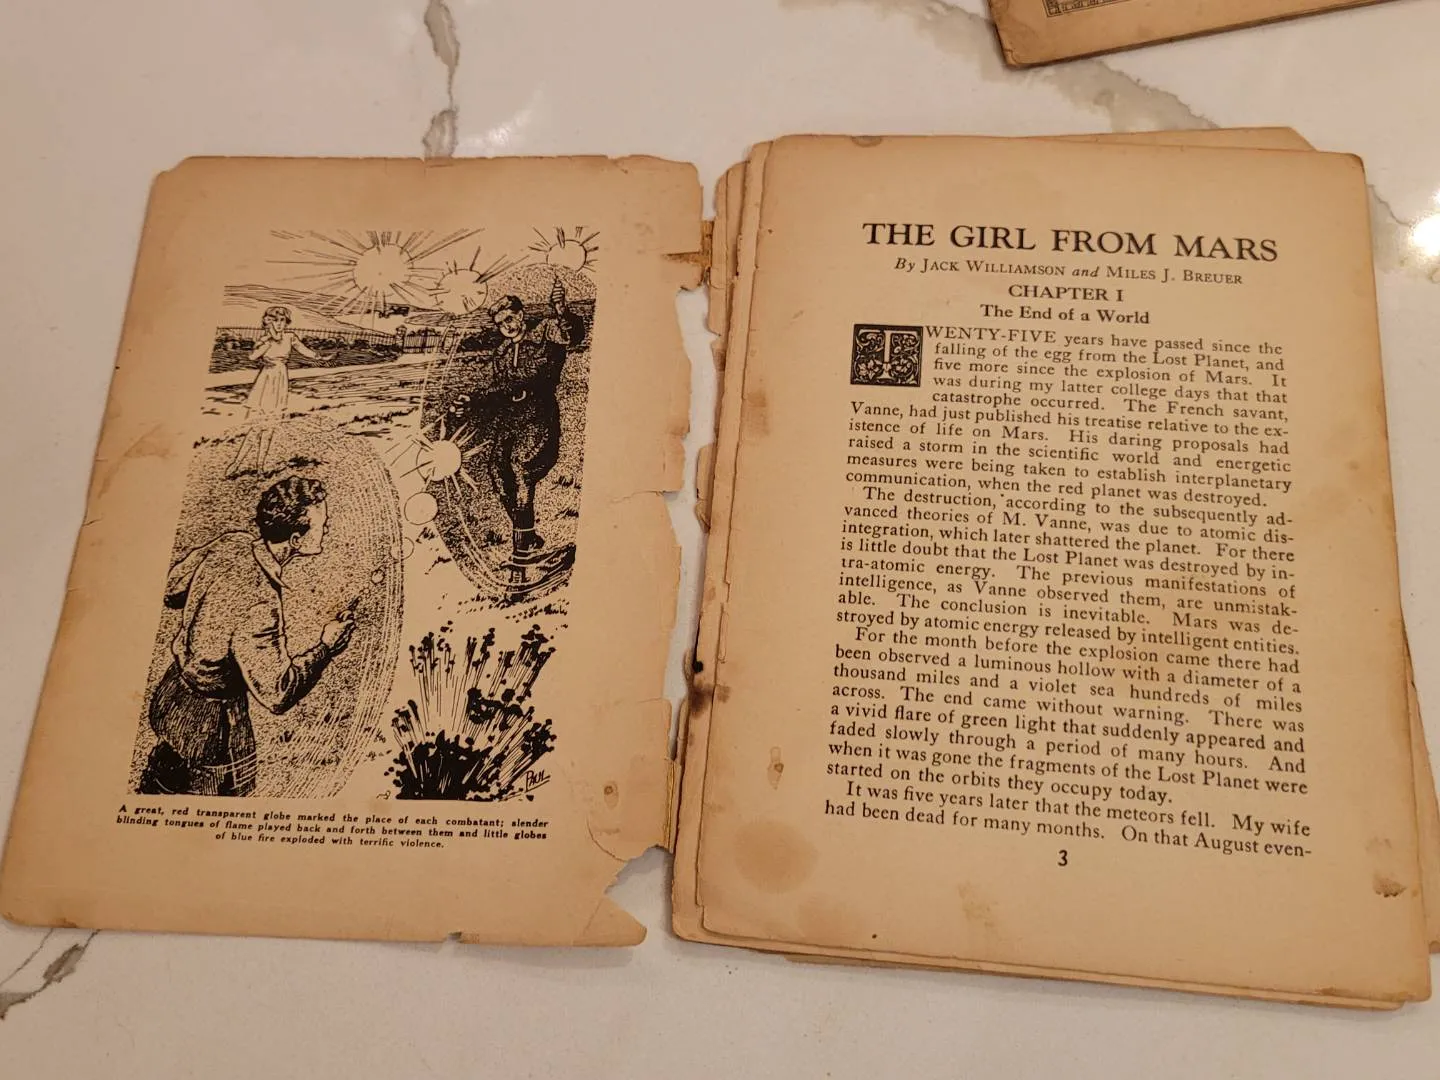 PAUL
A great, red transparent globe marked the place of each combatant; slender
blinding tongues of flame played back and forth between them and little globes
of blue fire exploded with terrific violence.
THE GIRL FROM MARS
By JACK WILLIAMSON and MILES J. BREUER
CHAPTER I
The End of a World
TWENTY-FIVE years have passed since the
falling of the egg from the Lost Planet, and
five more since the explosion of Mars. It
was during my latter college days that that
catastrophe occurred. The French savant,
Vanne, had just published his treatise relative to the ex-
istence of life on Mars. His daring proposals had
raised a storm in the scientific world and energetic
measures were being taken to establish interplanetary
communication, when the red planet was destroyed.
The destruction, according to the subsequently ad-
vanced theories of M. Vanne, was due to atomic dis-
integration, which later shattered the planet. For there
is little doubt that the Lost Planet was destroyed by in-
tra-atomic energy. The previous manifestations of
intelligence, as Vanne observed them, are unmistak-
able. The conclusion is inevitable. Mars was de-
stroyed by atomic energy released by intelligent entities.
For the month before the explosion came there had
been observed a luminous hollow with a diameter of a
thousand miles and a violet sea hundreds of miles
across. The end came without warning. There was
a vivid flare of green light that suddenly appeared and
faded slowly through a period of many hours. And
when it was gone the fragments of the Lost Planet were
started on the orbits they occupy today.
It was five years later that the meteors fell. My wife
had been dead for many months. On that August even-
3